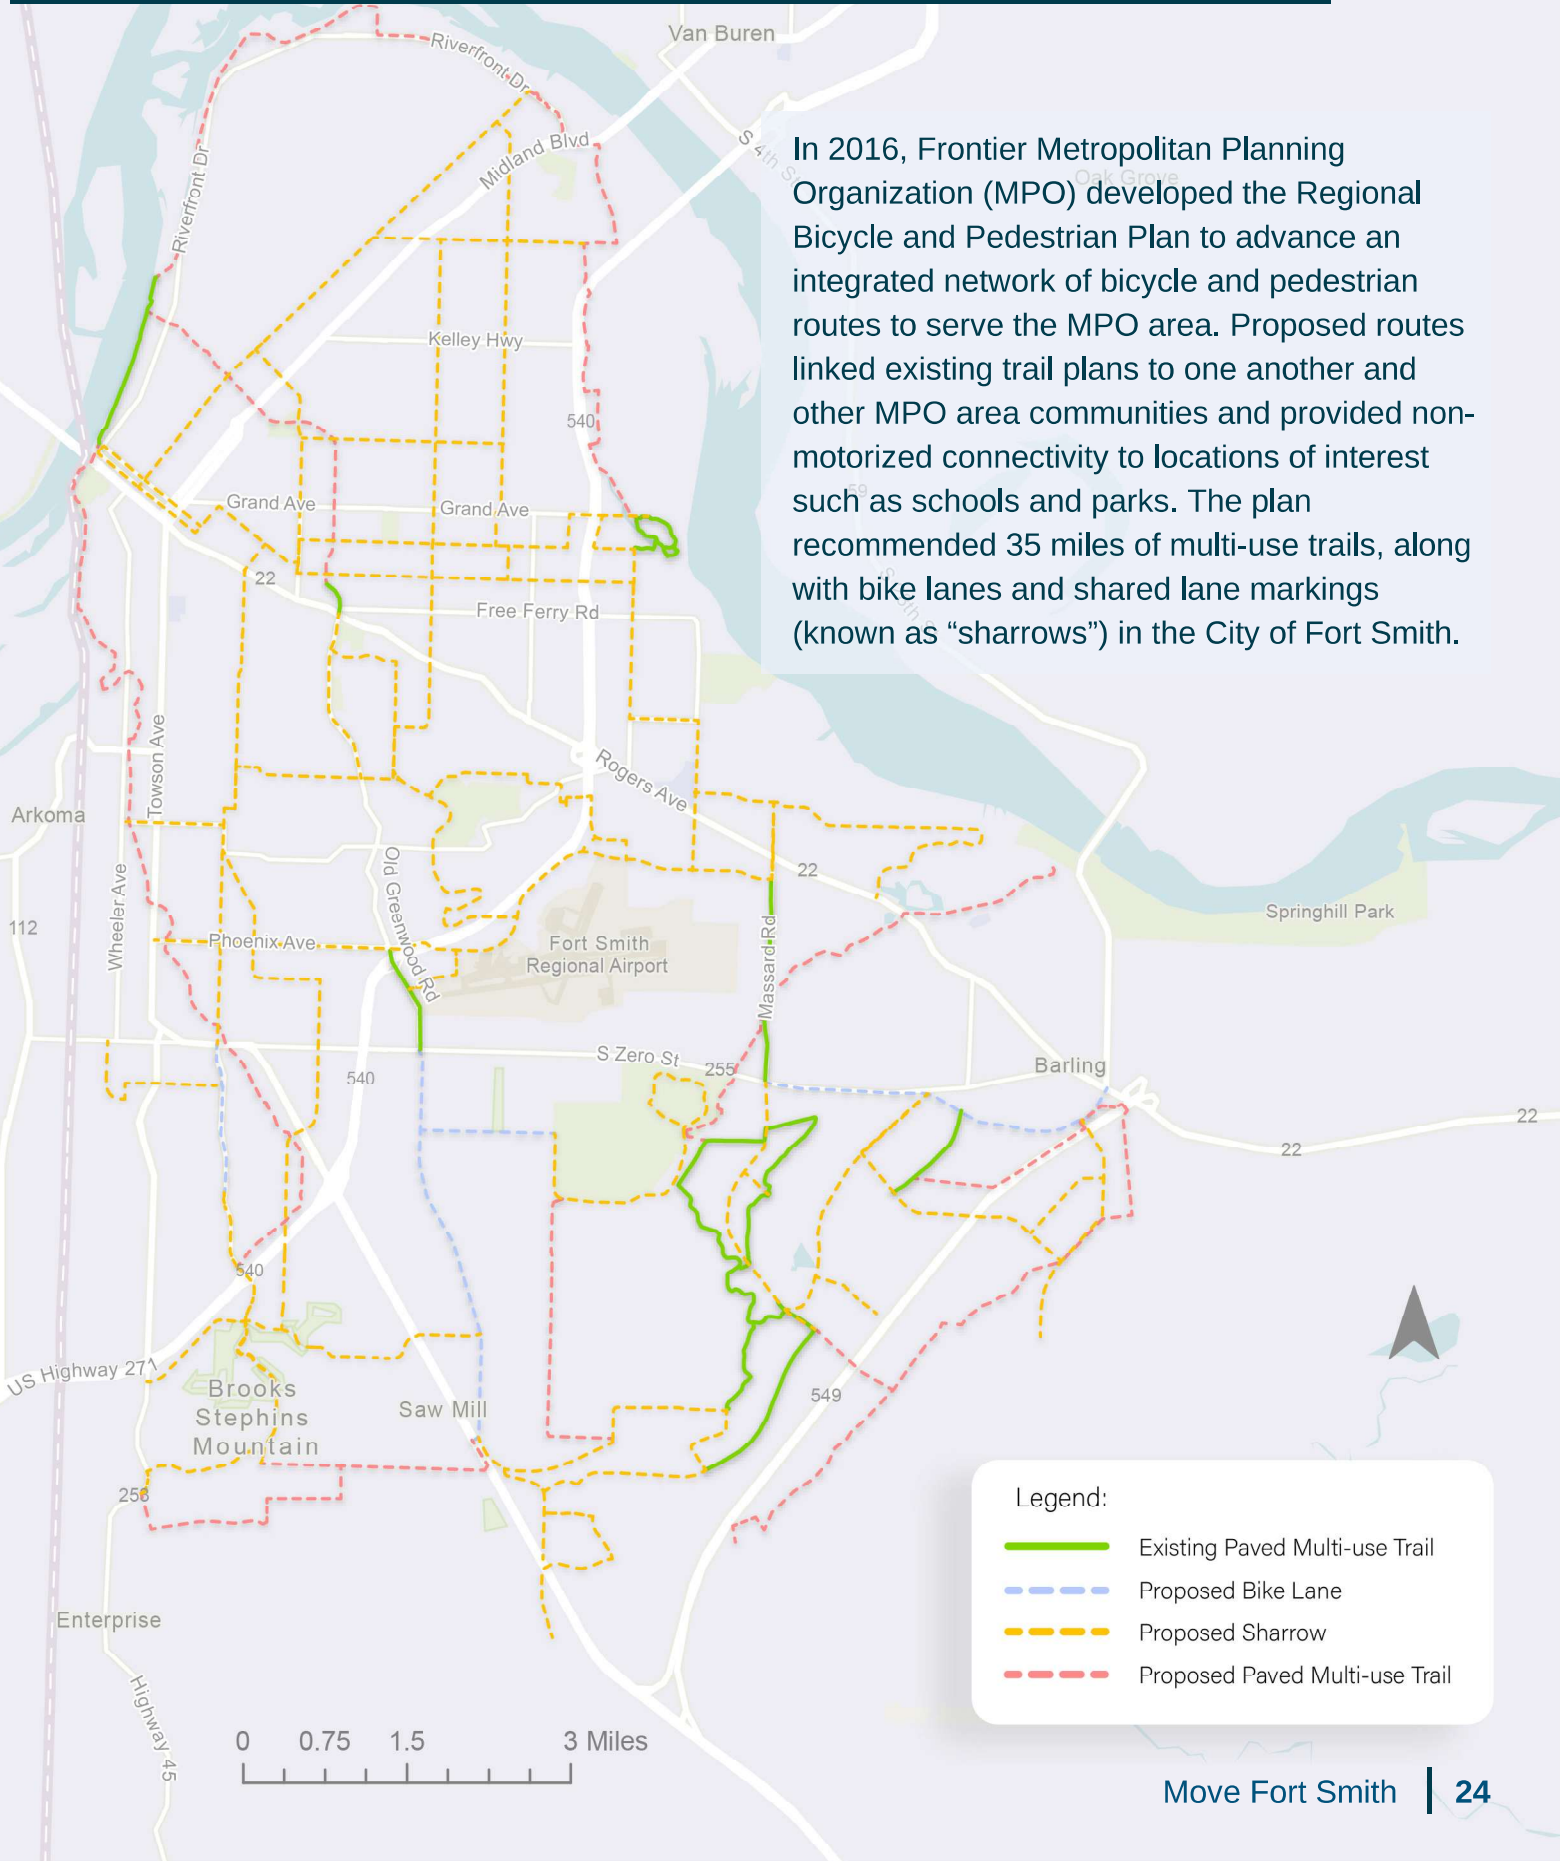 Van Buren
Riverfront Dr
Midland Blvd
S 4th St
Oak Grove
In 2016, Frontier Metropolitan Planning
Organization (MPO) developed the Regional
Bicycle and Pedestrian Plan to advance an
integrated network of bicycle and pedestrian
routes to serve the MPO area. Proposed routes
linked existing trail plans to one another and
other MPO area communities and provided non-
motorized connectivity to locations of interest
such as schools and parks. The plan
recommended 35 miles of multi-use trails, along
with bike lanes and shared lane markings
(known as “sharrows”) in the City of Fort Smith.
59
Riverfront Dr
Kelley Hwy
540
Grand Ave
Grand Ave
22
Free Ferry Rd
Towson Ave
Rogers Ave
Arkoma
Old Greenwood Rd
22
Wheeler Ave
112
Phoenix Ave
Fort Smith
Regional Airport
Massard Rd
Springhill Park
S Zero St
255
540
Barling
22
22
540
US Highway 271
Brooks
Stephins
Mountain
Saw Mill
549
253
Enterprise
Highway 45
Legend:
Existing Paved Multi-use Trail
Proposed Bike Lane
Proposed Sharrow
Proposed Paved Multi-use Trail
0 0.75 1.5 3 Miles
Move Fort Smith 24